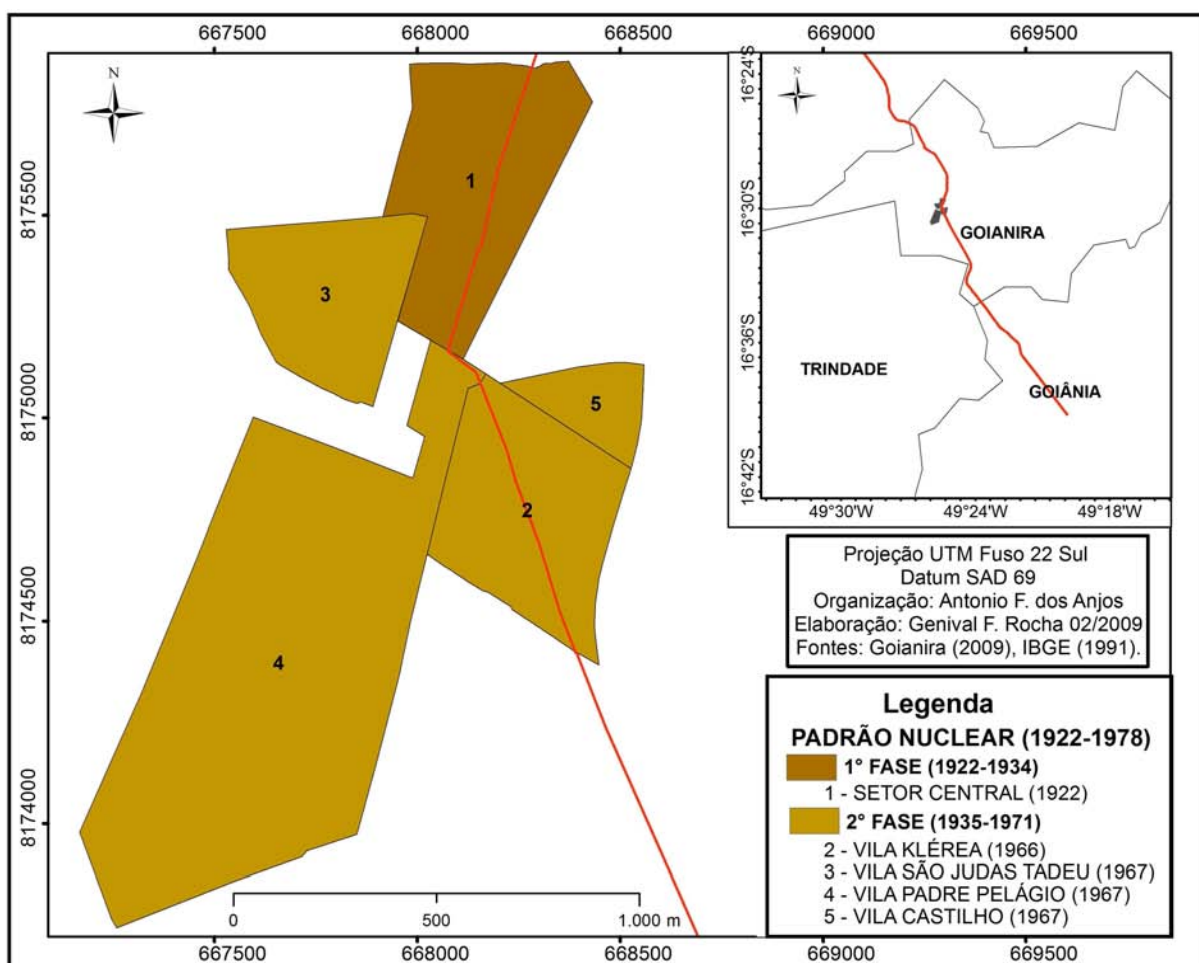 667500 668000 668500 669000 669500
N
8175500
8175000
8174500
8174000
1
3
5
2
4
0 500 1.000 m
667500 668000 668500 669000 669500
N
16°24'S
16°30'S
16°36'S
16°42'S
GOIANIRA
TRINDADE
GOIÂNIA
49°30'W 49°24'W 49°18'W
Projeção UTM Fuso 22 Sul
Datum SAD 69
Organização: Antonio F. dos Anjos
Elaboração: Genival F. Rocha 02/2009
Fontes: Goianira (2009), IBGE (1991).
Legenda
PADRÃO NUCLEAR (1922-1978)
1° FASE (1922-1934)
1 - SETOR CENTRAL (1922)
2° FASE (1935-1971)
2 - VILA KLÉREA (1966)
3 - VILA SÃO JUDAS TADEU (1967)
4 - VILA PADRE PELÁGIO (1967)
5 - VILA CASTILHO (1967)